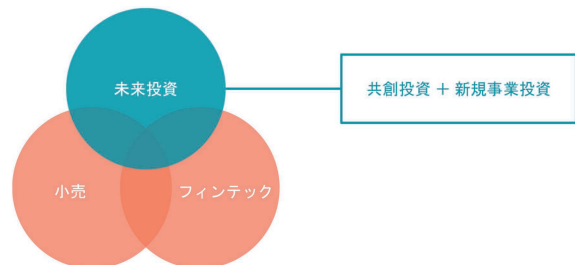 未来投資
共創投資 + 新規事業投資
小売
フィンテック